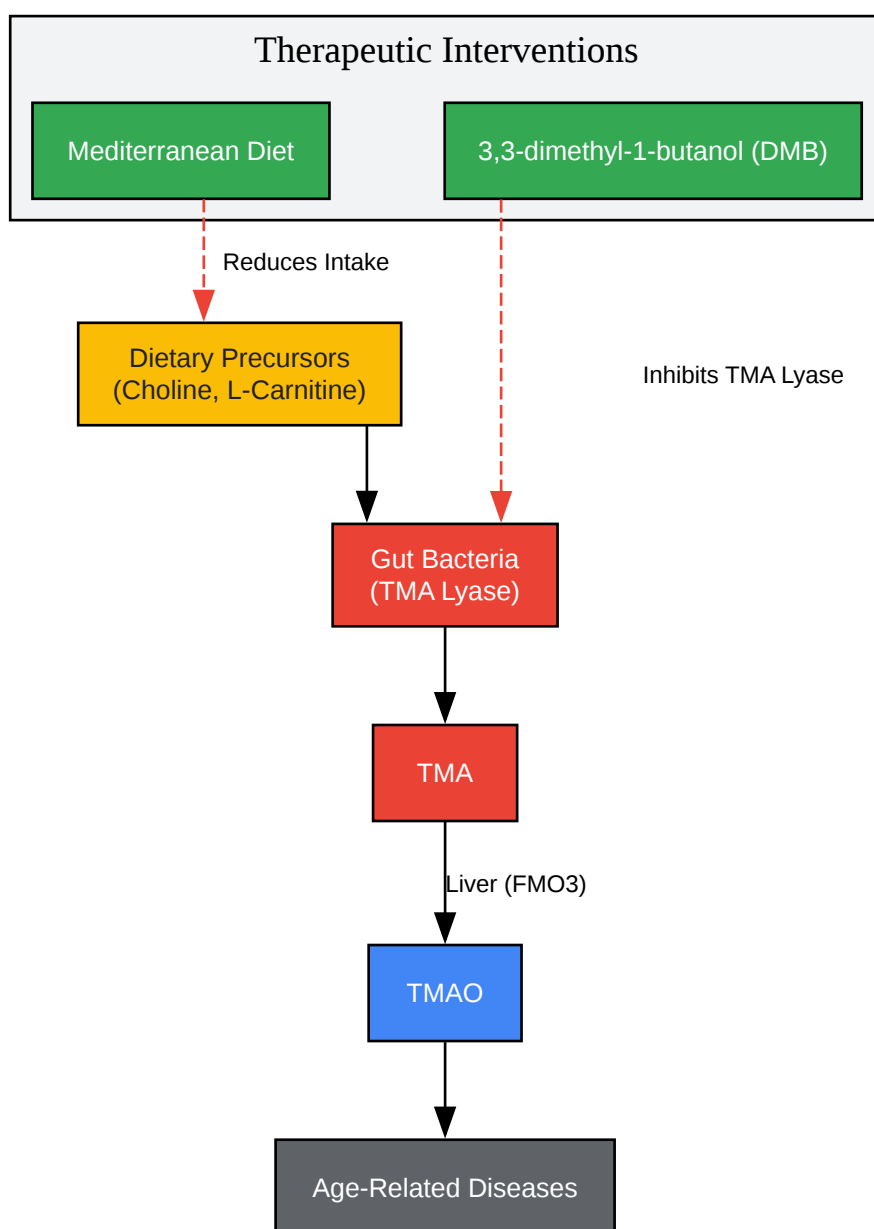 Therapeutic Interventions
Mediterranean Diet
3,3-dimethyl-1-butanol (DMB)
Reduces Intake
Dietary Precursors
(Choline, L-Carnitine)
Inhibits TMA Lyase
Gut Bacteria
(TMA Lyase)
TMA
Liver (FMO3)
TMAO
Age-Related Diseases